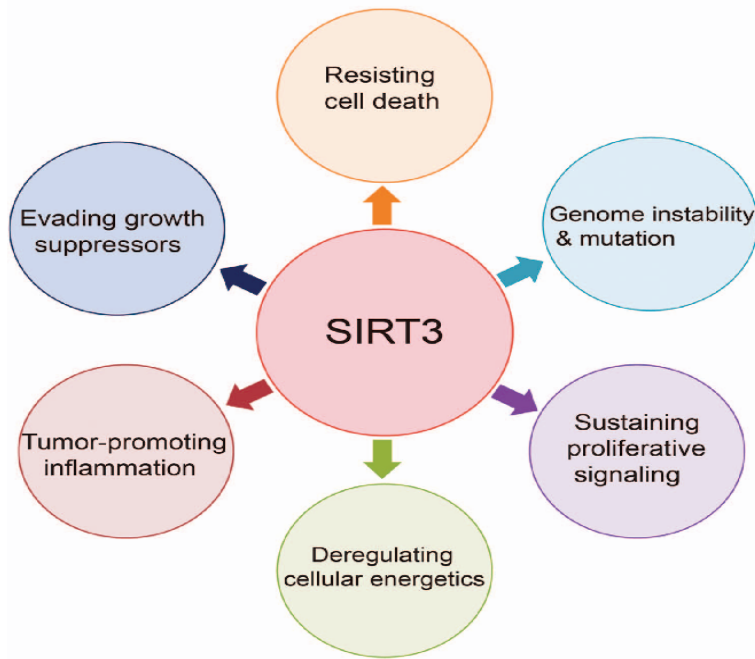 Resisting
cell death
Evading growth
suppressors
Genome instability
& mutation
SIRT3
Tumor-promoting
inflammation
Sustaining
proliferative
signaling
Deregulating
cellular energetics